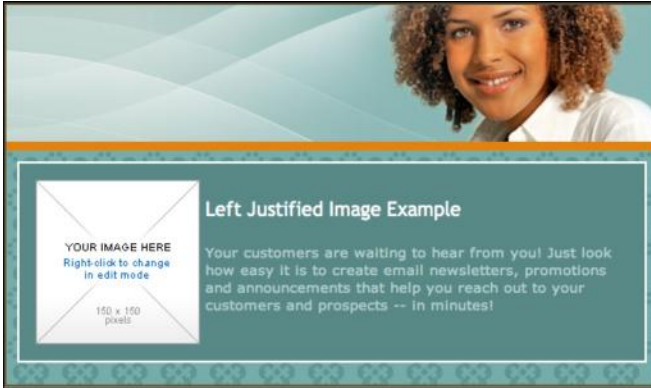 YOUR IMAGE HERE
Right-click to change
in edit mode
150 x 150
pixels
Left Justified Image Example
Your customers are waiting to hear from you! Just look
how easy it is to create email newsletters, promotions
and announcements that help you reach out to your
customers and prospects -- in minutes!